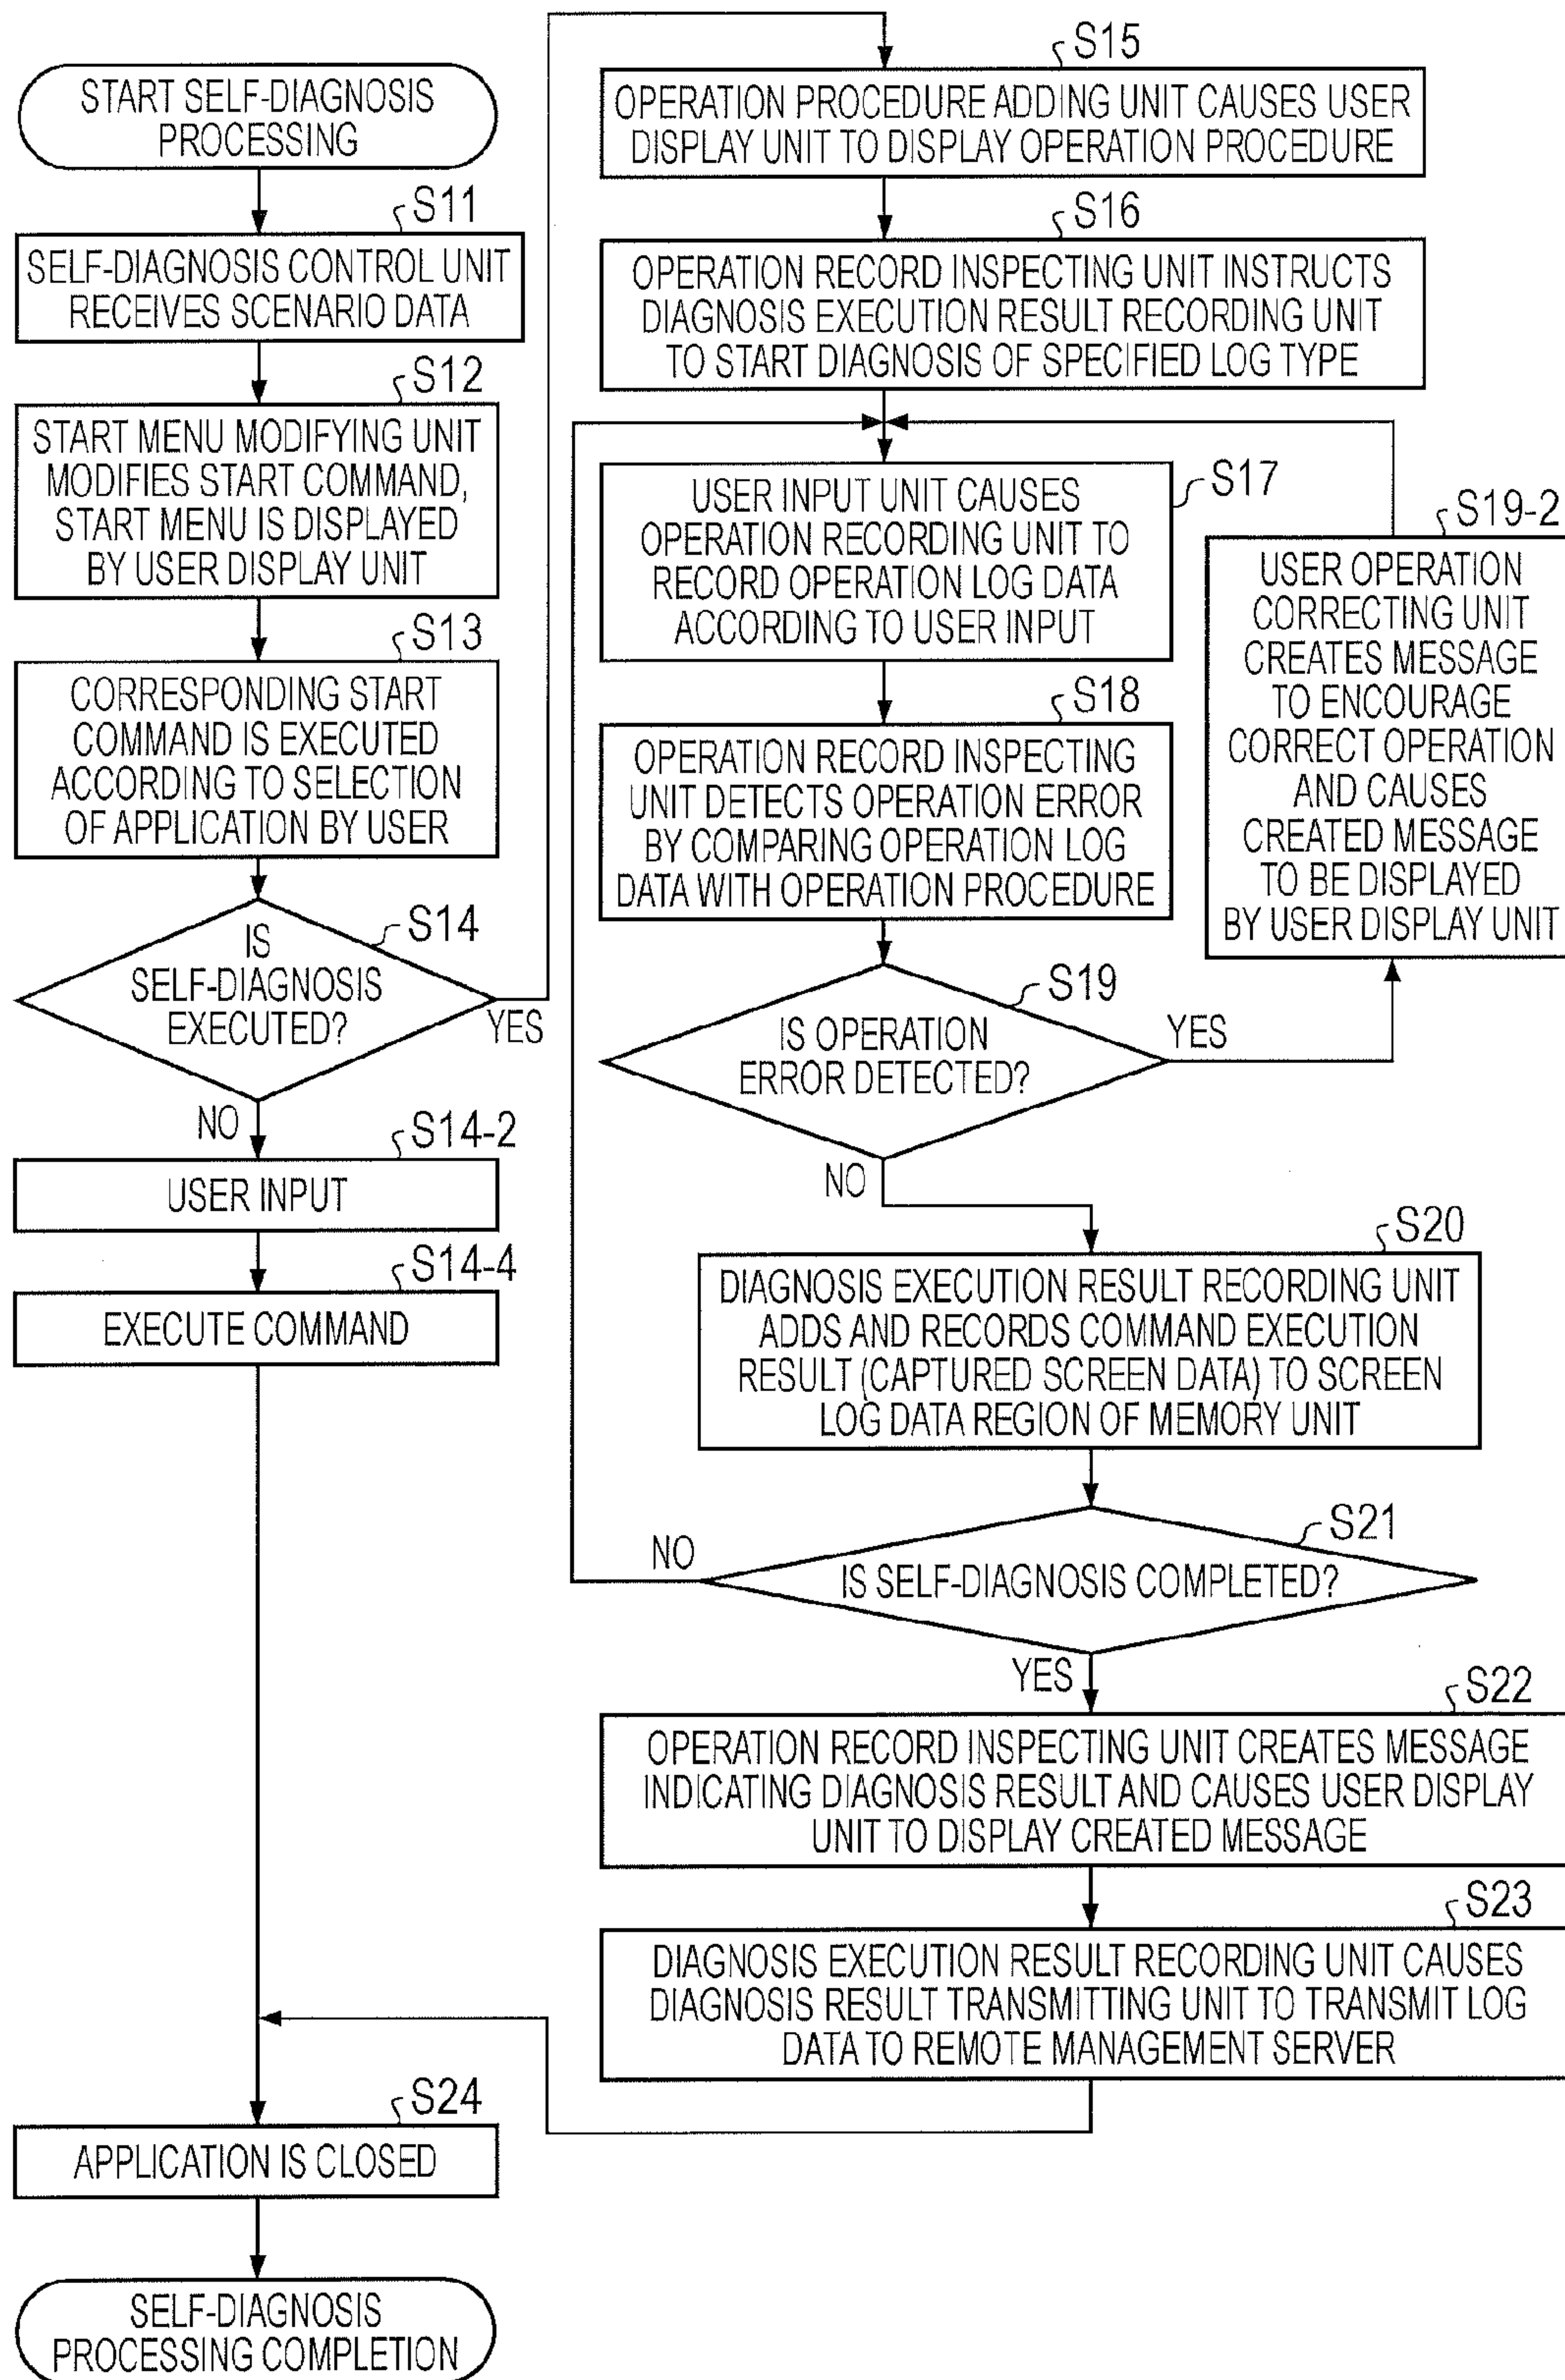 START SELF-DIAGNOSIS
PROCESSING
S11
SELF-DIAGNOSIS CONTROL UNIT
RECEIVES SCENARIO DATA
S12
START MENU MODIFYING UNIT
MODIFIES START COMMAND,
START MENU IS DISPLAYED
BY USER DISPLAY UNIT
S13
CORRESPONDING START
COMMAND IS EXECUTED
ACCORDING TO SELECTION
OF APPLICATION BY USER
S14
IS
SELF-DIAGNOSIS
EXECUTED?
YES
NO
S14-2
USER INPUT
S14-4
EXECUTE COMMAND
S15
OPERATION PROCEDURE ADDING UNIT CAUSES USER
DISPLAY UNIT TO DISPLAY OPERATION PROCEDURE
S16
OPERATION RECORD INSPECTING UNIT INSTRUCTS
DIAGNOSIS EXECUTION RESULT RECORDING UNIT
TO START DIAGNOSIS OF SPECIFIED LOG TYPE
S17
USER INPUT UNIT CAUSES
OPERATION RECORDING UNIT TO
RECORD OPERATION LOG DATA
ACCORDING TO USER INPUT
S18
OPERATION RECORD INSPECTING
UNIT DETECTS OPERATION ERROR
BY COMPARING OPERATION LOG
DATA WITH OPERATION PROCEDURE
S19
IS OPERATION
ERROR DETECTED?
YES
NO
S19-2
USER OPERATION
CORRECTING UNIT
CREATES MESSAGE
TO ENCOURAGE
CORRECT OPERATION
AND CAUSES
CREATED MESSAGE
TO BE DISPLAYED
BY USER DISPLAY UNIT
S20
DIAGNOSIS EXECUTION RESULT RECORDING UNIT
ADDS AND RECORDS COMMAND EXECUTION
RESULT (CAPTURED SCREEN DATA) TO SCREEN
LOG DATA REGION OF MEMORY UNIT
S21
IS SELF-DIAGNOSIS COMPLETED?
NO
YES
S22
OPERATION RECORD INSPECTING UNIT CREATES MESSAGE
INDICATING DIAGNOSIS RESULT AND CAUSES USER DISPLAY
UNIT TO DISPLAY CREATED MESSAGE
S23
DIAGNOSIS EXECUTION RESULT RECORDING UNIT CAUSES
DIAGNOSIS RESULT TRANSMITTING UNIT TO TRANSMIT LOG
DATA TO REMOTE MANAGEMENT SERVER
S24
APPLICATION IS CLOSED
SELF-DIAGNOSIS
PROCESSING COMPLETION